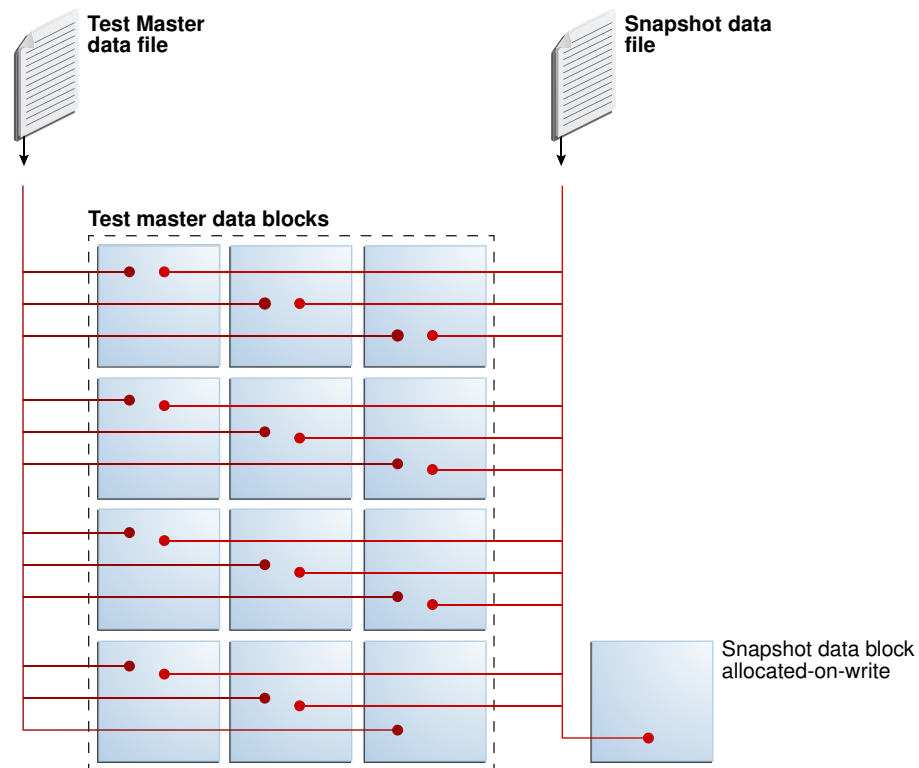 Test Master
data file
Snapshot data
file
Test master data blocks
Snapshot data block
allocated-on-write